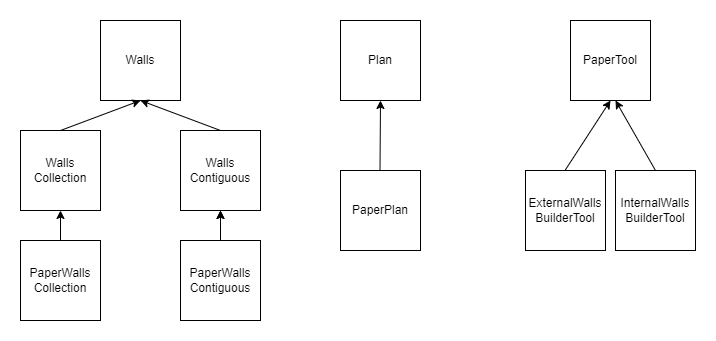 Walls
Plan
PaperTool
Walls
Collection
Walls
Contiguous
PaperPlan
ExternalWalls
BuilderTool
InternalWalls
BuilderTool
PaperWalls
Collection
PaperWalls
Contiguous